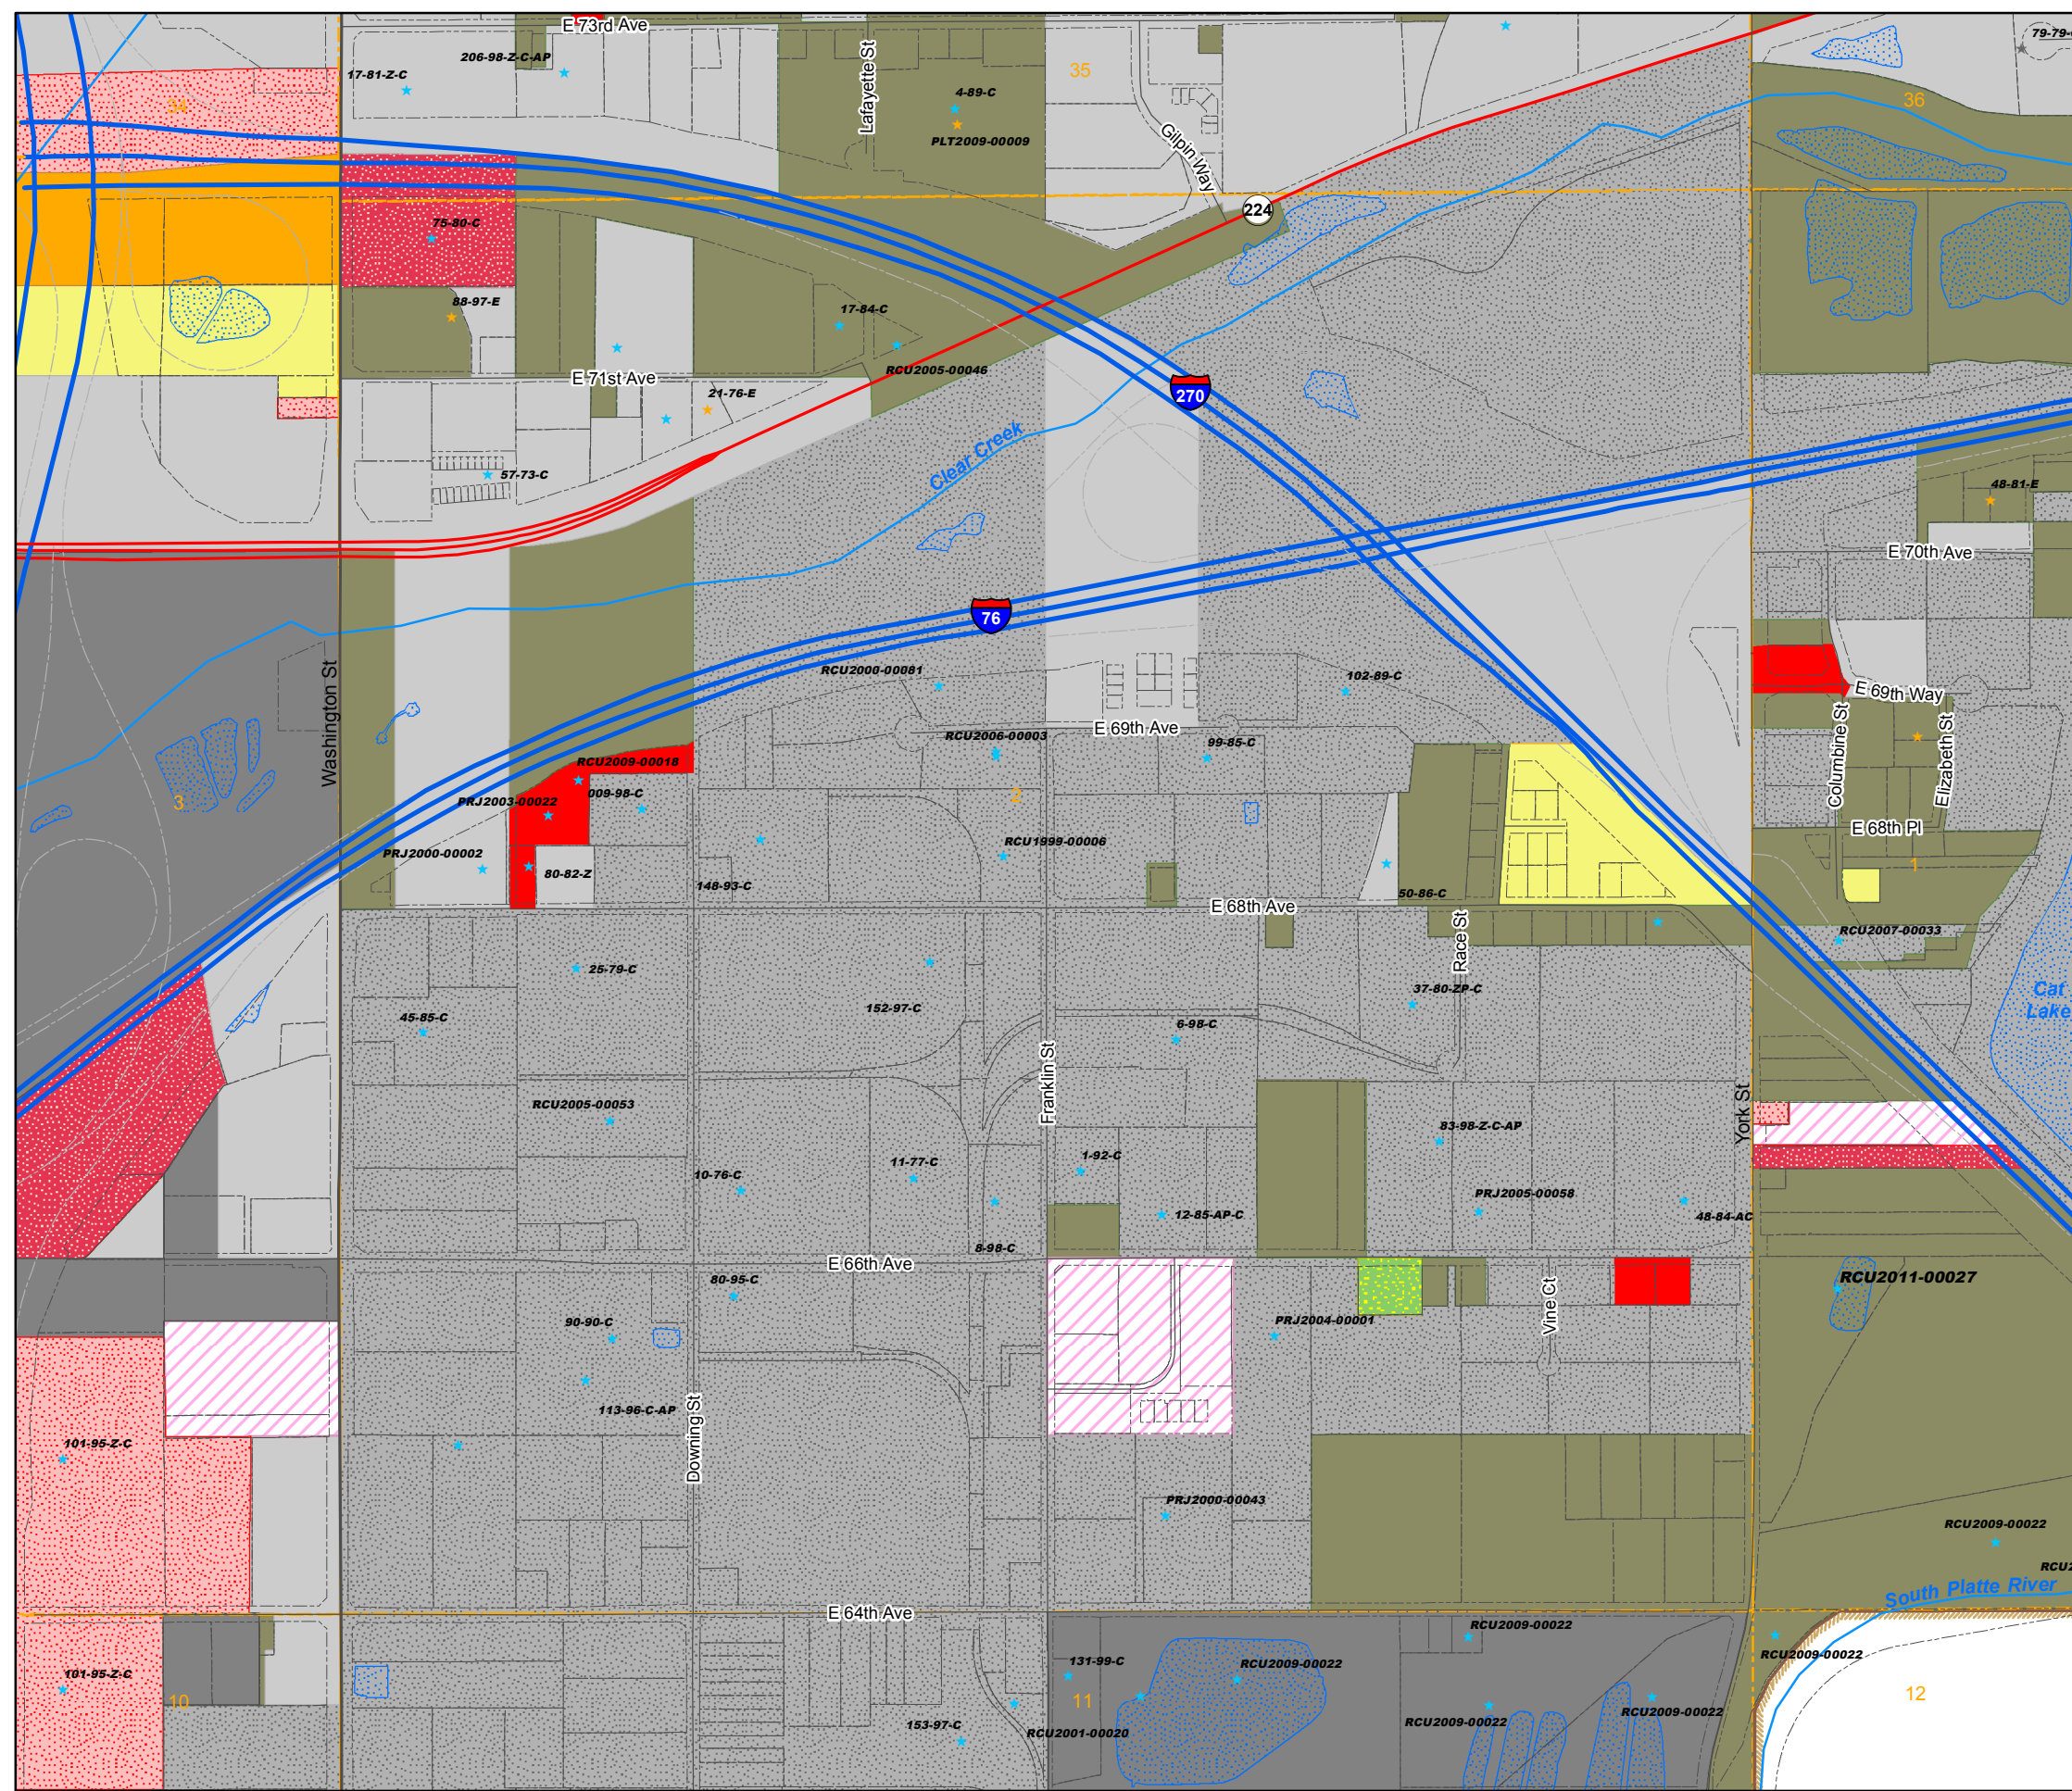 E 73rd Ave
79-79-
206-98-Z-C-AP
17-81-Z-C
Lafayette St
35
4-89-C
34
36
PLT2009-00009
Gilpin Way
224
75-80-C
88-97-E
17-84-C
RCU2005-00046
E 71st Ave
21-76-E
270
Clear Creek
57-73-C
48-81-E
E 70th Ave
76
Washington St
RCU2000-00081
102-89-C
E 69th Way
E 69th Ave
RCU2006-00003
99-85-C
Columbine St
Elizabeth St
RCU2009-00018
009-98-C
PRJ2003-00022
3
2
E 68th Pl
RCU1999-00006
PRJ2000-00002
80-82-Z
148-93-C
50-86-C
1
E 68th Ave
Race St
RCU2007-00033
25-79-C
37-80-ZP-C
Cat
Lake
152-97-C
45-85-C
6-98-C
Franklin St
RCU2005-00053
York St
83-98-Z-C-AP
1-92-C
11-77-C
10-76-C
PRJ2005-00058
12-85-AP-C
48-84-AC
8-98-C
E 66th Ave
80-95-C
RCU2011-00027
Vine Ct
90-90-C
PRJ2004-00001
113-96-C-AP
Downing St
101-95-Z-C
PRJ2000-00043
RCU2009-00022
RCU2
South Platte River
E 64th Ave
RCU2009-00022
RCU2009-00022
131-99-C
RCU2009-00022
101-95-Z-C
10
11
12
RCU2009-00022
RCU2009-00022
153-97-C
RCU2001-00020